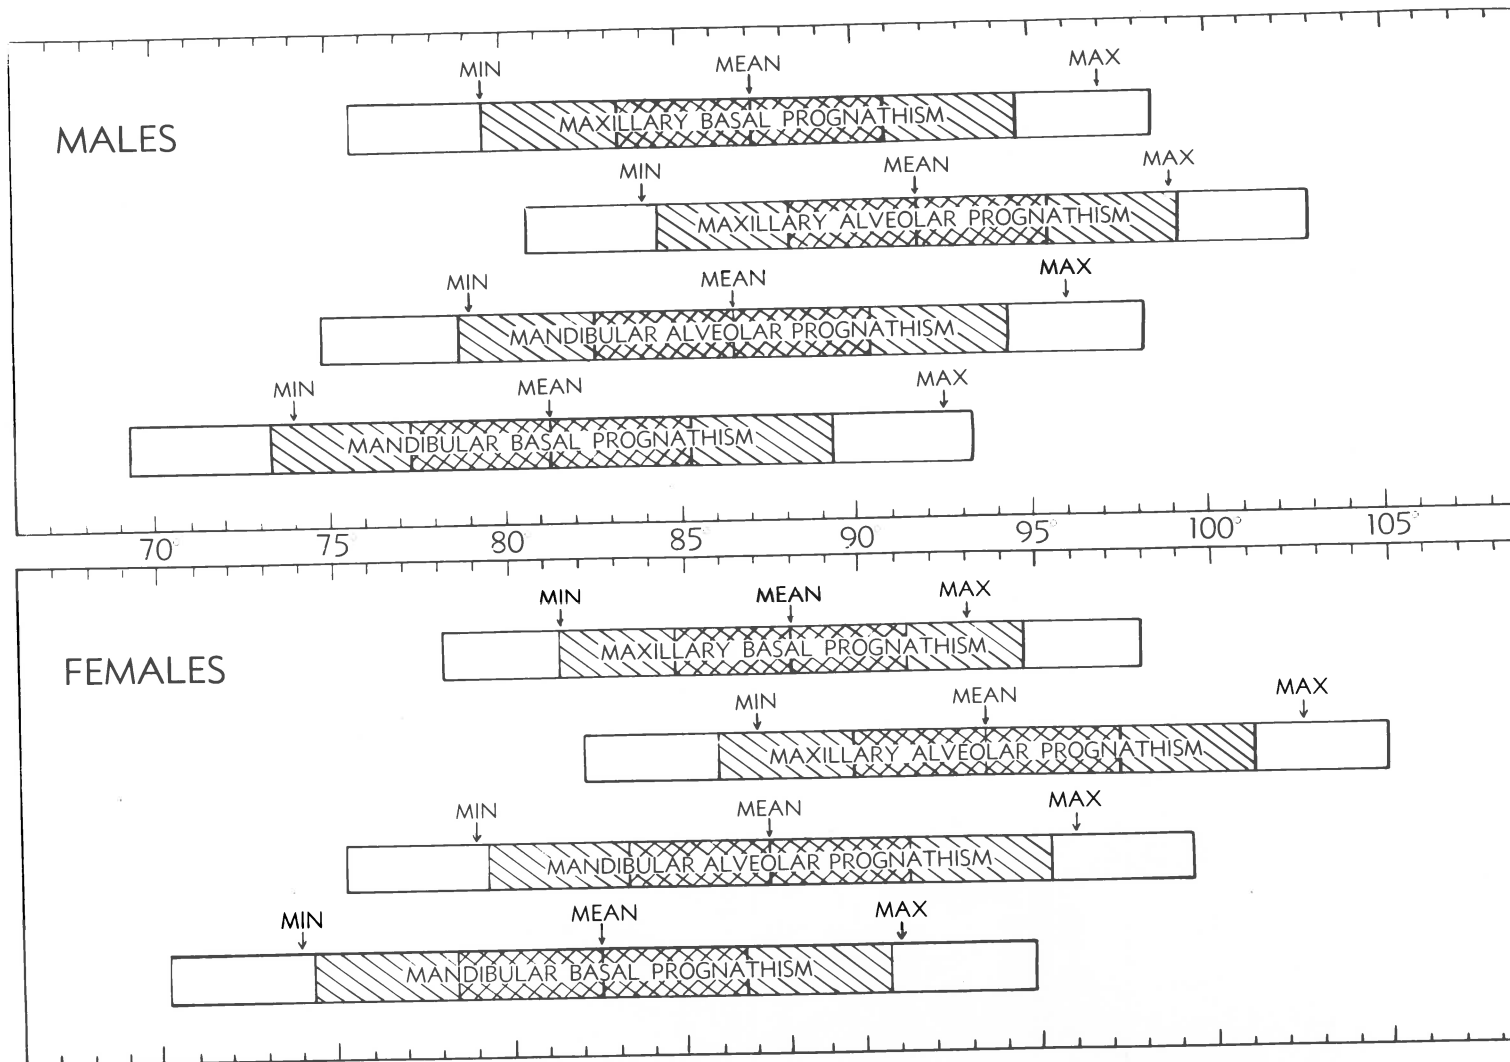 MIN MEAN MAX
MALES
MAXILLARY BASAL PROGNATHISM
MIN MEAN MAX
MAXILLARY ALVEOLAR PROGNATHISM
MIN MEAN MAX
MANDIBULAR ALVEOLAR PROGNATHISM
MIN MEAN MAX
MANDIBULAR BASAL PROGNATHISM
70° 75° 80° 85° 90° 95° 100° 105°
MIN MEAN MAX
FEMALES
MAXILLARY BASAL PROGNATHISM
MIN MEAN MAX
MAXILLARY ALVEOLAR PROGNATHISM
MIN MEAN MAX
MANDIBULAR ALVEOLAR PROGNATHISM
MIN MEAN MAX
MANDIBULAR BASAL PROGNATHISM